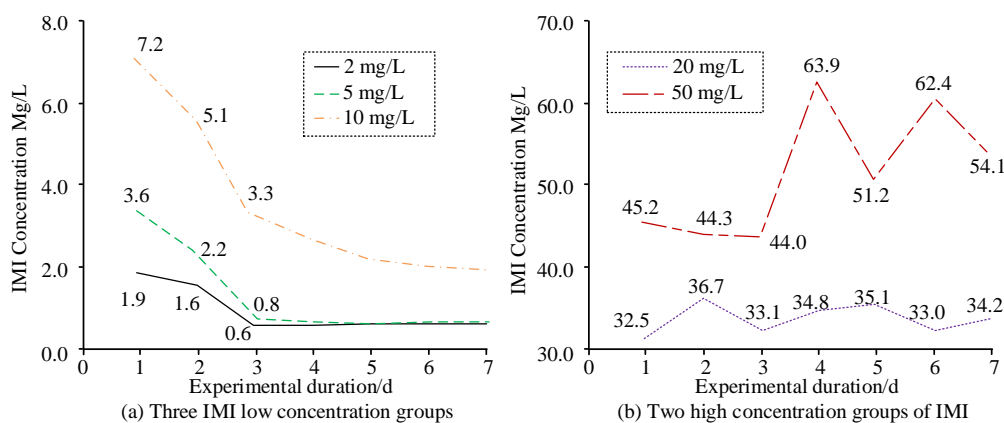 8.0
6.0
4.0
2.0
0.0
IMI Concentration Mg/L
7.2
5.1
3.3
3.6
2.2
0.8
1.9
1.6
0.6
2 mg/L
5 mg/L
10 mg/L
0 1 2 3 4 5 6 7
Experimental duration/d
(a) Three IMI low concentration groups
70.0
60.0
50.0
40.0
30.0
IMI Concentration Mg/L
20 mg/L
50 mg/L
63.9
62.4
54.1
51.2
45.2
44.3
44.0
32.5
36.7
33.1
34.8
35.1
33.0
34.2
0 1 2 3 4 5 6 7
Experimental duration/d
(b) Two high concentration groups of IMI